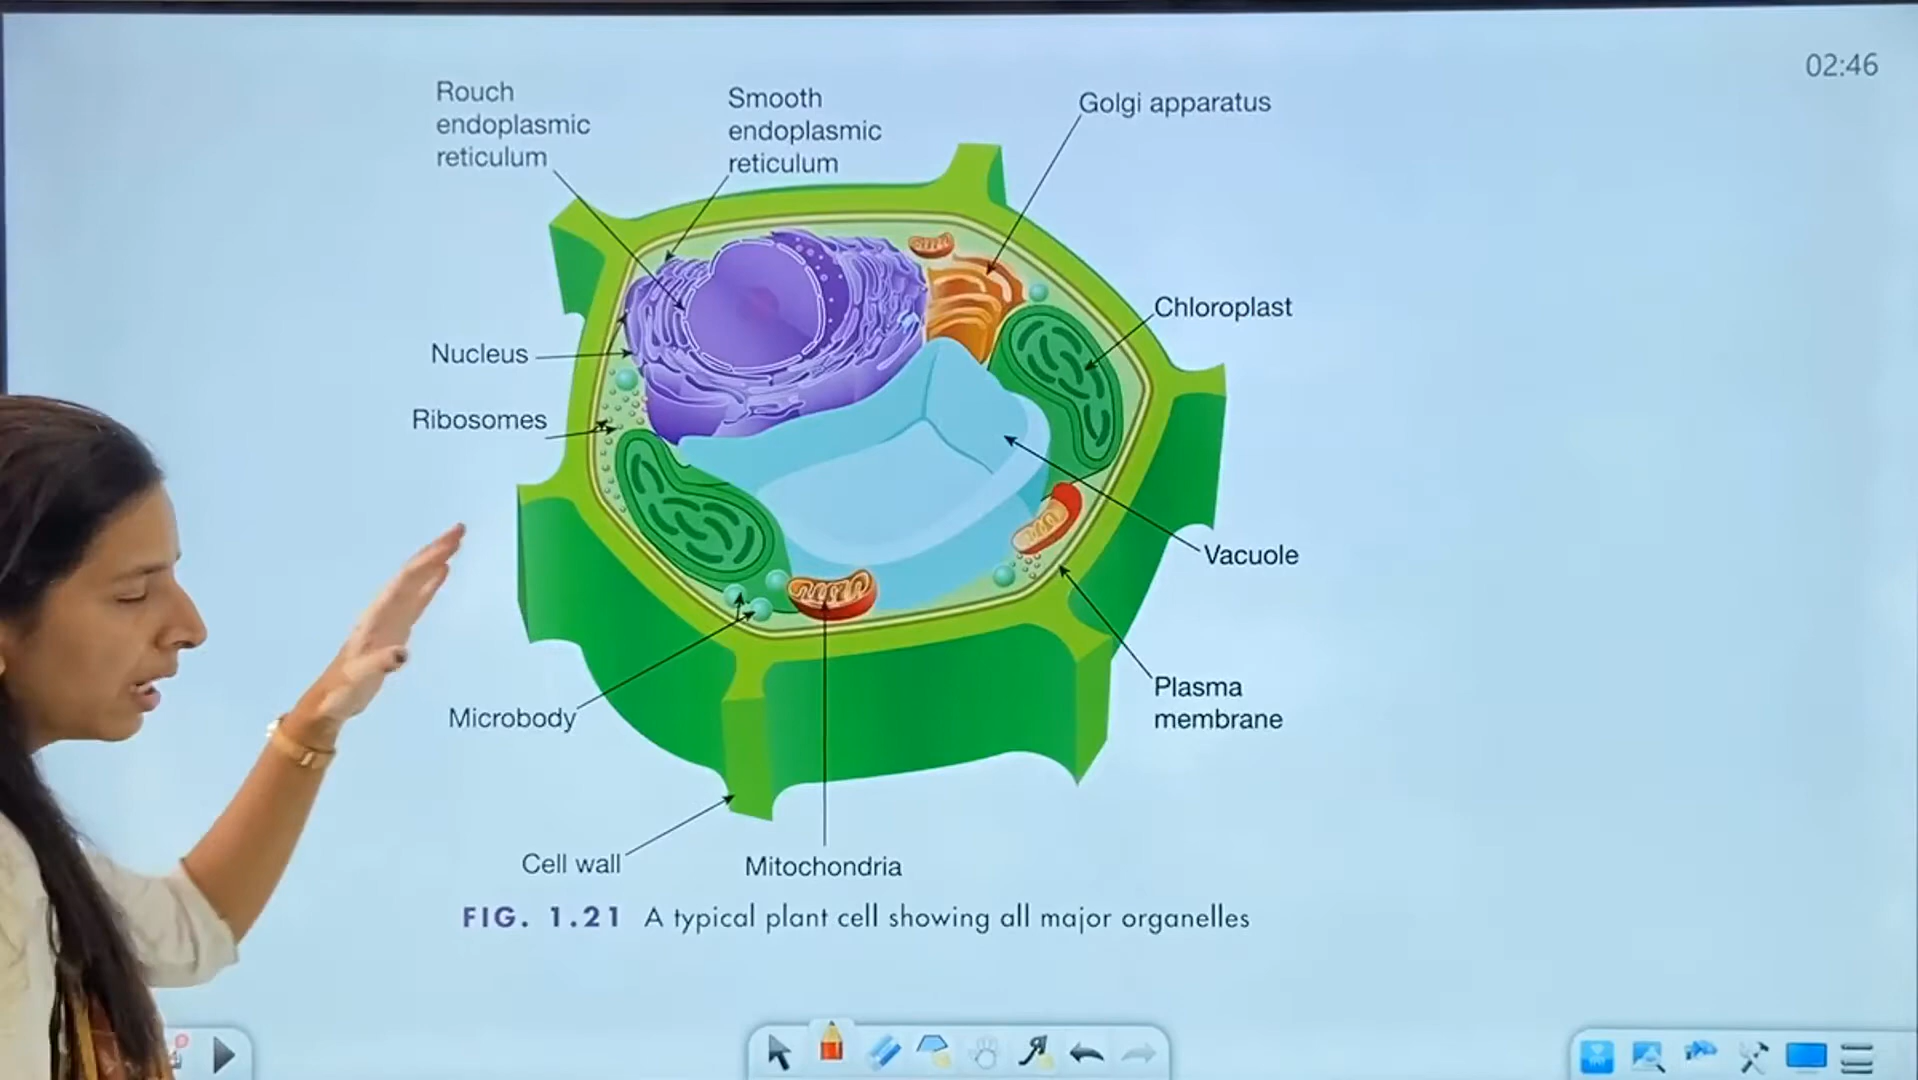 02:46
Rouch
endoplasmic
reticulum
Smooth
endoplasmic
reticulum
Golgi apparatus
Chloroplast
Nucleus
Ribosomes
Vacuole
Plasma
membrane
Microbody
Cell wall
Mitochondria
FIG. 1.21 A typical plant cell showing all major organelles